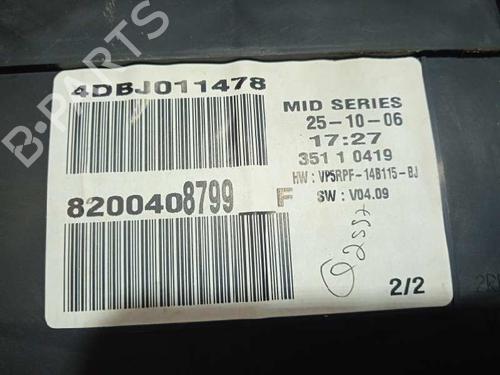 4DBJ011478
MID SERIES
25-10-06
17:27
351 1 0419
HW : VP5RPF-14B115-BJ
SW : V04.09
8200408799__F
2/2
B-PARTS